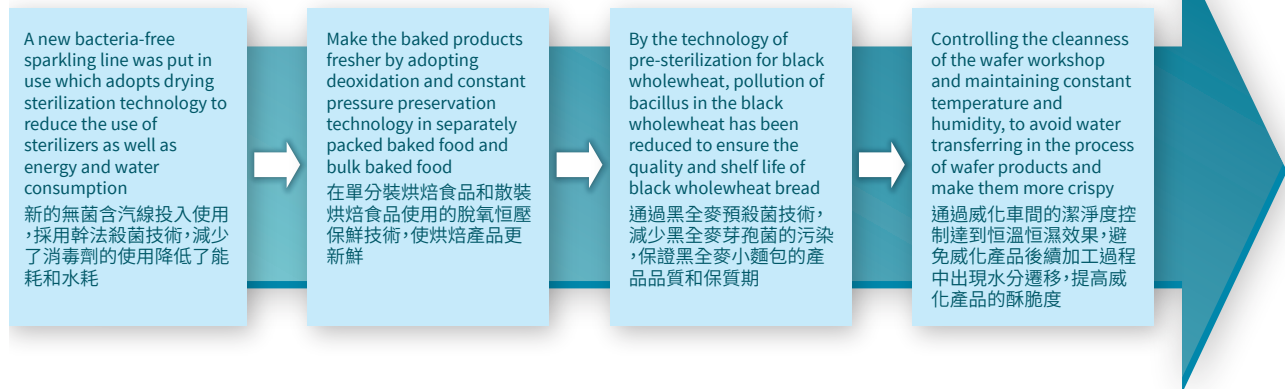 A new bacteria-free
sparkling line was put in
use which adopts drying
sterilization technology to
reduce the use of
sterilizers as well as
energy and water
consumption
新的無菌含汽線投入使用
,採用幹法殺菌技術,減少
了消毒劑的使用降低了能
耗和水耗
Make the baked products
fresher by adopting
deoxidation and constant
pressure preservation
technology in separately
packed baked food and
bulk baked food
在單分裝烘焙食品和散裝
烘焙食品使用的脫氧恒壓
保鮮技術,使烘焙產品更
新鮮
By the technology of
pre-sterilization for black
wholewheat, pollution of
bacillus in the black
wholewheat has been
reduced to ensure the
quality and shelf life of
black wholewheat bread
通過黑全麥預殺菌技術,
減少黑全麥芽孢菌的污染
,保證黑全麥小麵包的產
品品質和保質期
Controlling the cleanness
of the wafer workshop
and maintaining constant
temperature and
humidity, to avoid water
transferring in the process
of wafer products and
make them more crispy
通過威化車間的潔淨度控
制達到恒溫恒濕效果,避
免威化產品後續加工過程
中出現水分遷移,提高威
化產品的酥脆度